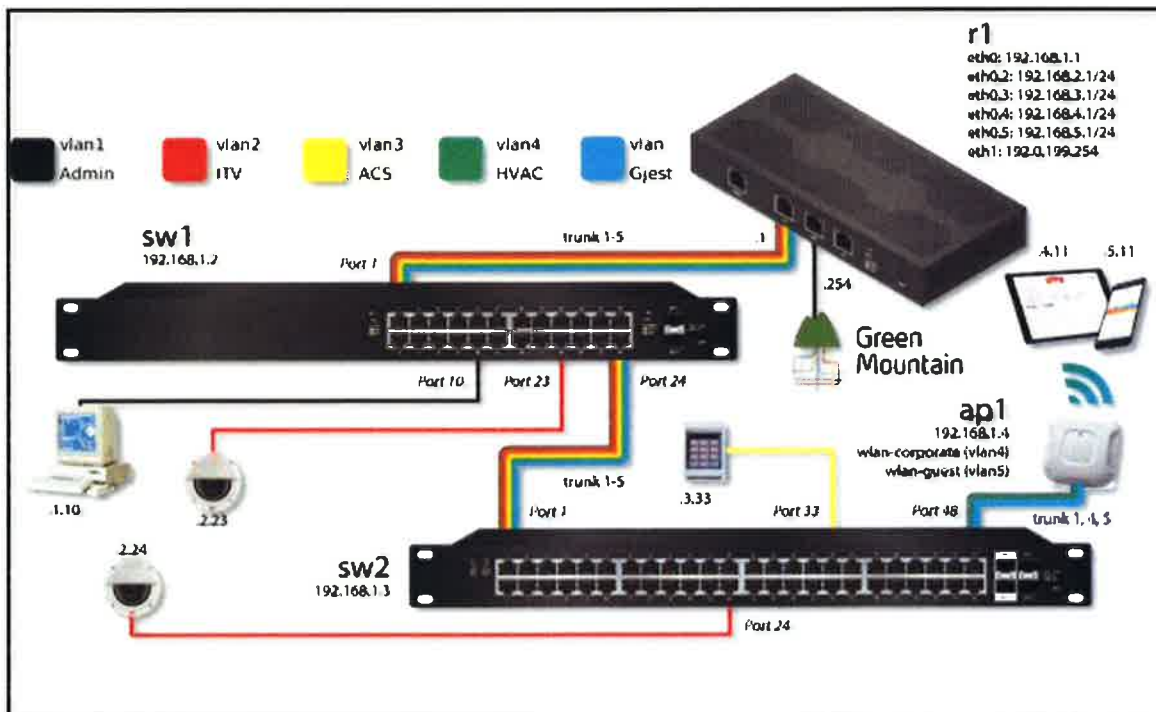 r1
eth0: 192.168.1.1
eth0.2: 192.168.2.1/24
eth0.3: 192.168.3.1/24
eth0.4: 192.168.4.1/24
eth0.5: 192.168.5.1/24
eth1: 192.0.199.254
vlan1
Admin
vlan2
ITV
vlan3
ACS
vlan4
HVAC
vlan
Gjest
sw1
192.168.1.2
Port 1
trunk 1-5
.1
.254
Green
Mountain
.4.11
.5.11
Port 10
Port 23
Port 24
ap1
192.168.1.4
wlan-corporate (vlan4)
wlan-guest (vlan5)
.1.10
.2.23
trunk 1-5
.3.33
Port 1
Port 33
Port 48
trunk 1, 4, 5
.2.24
sw2
192.168.1.3
Port 24